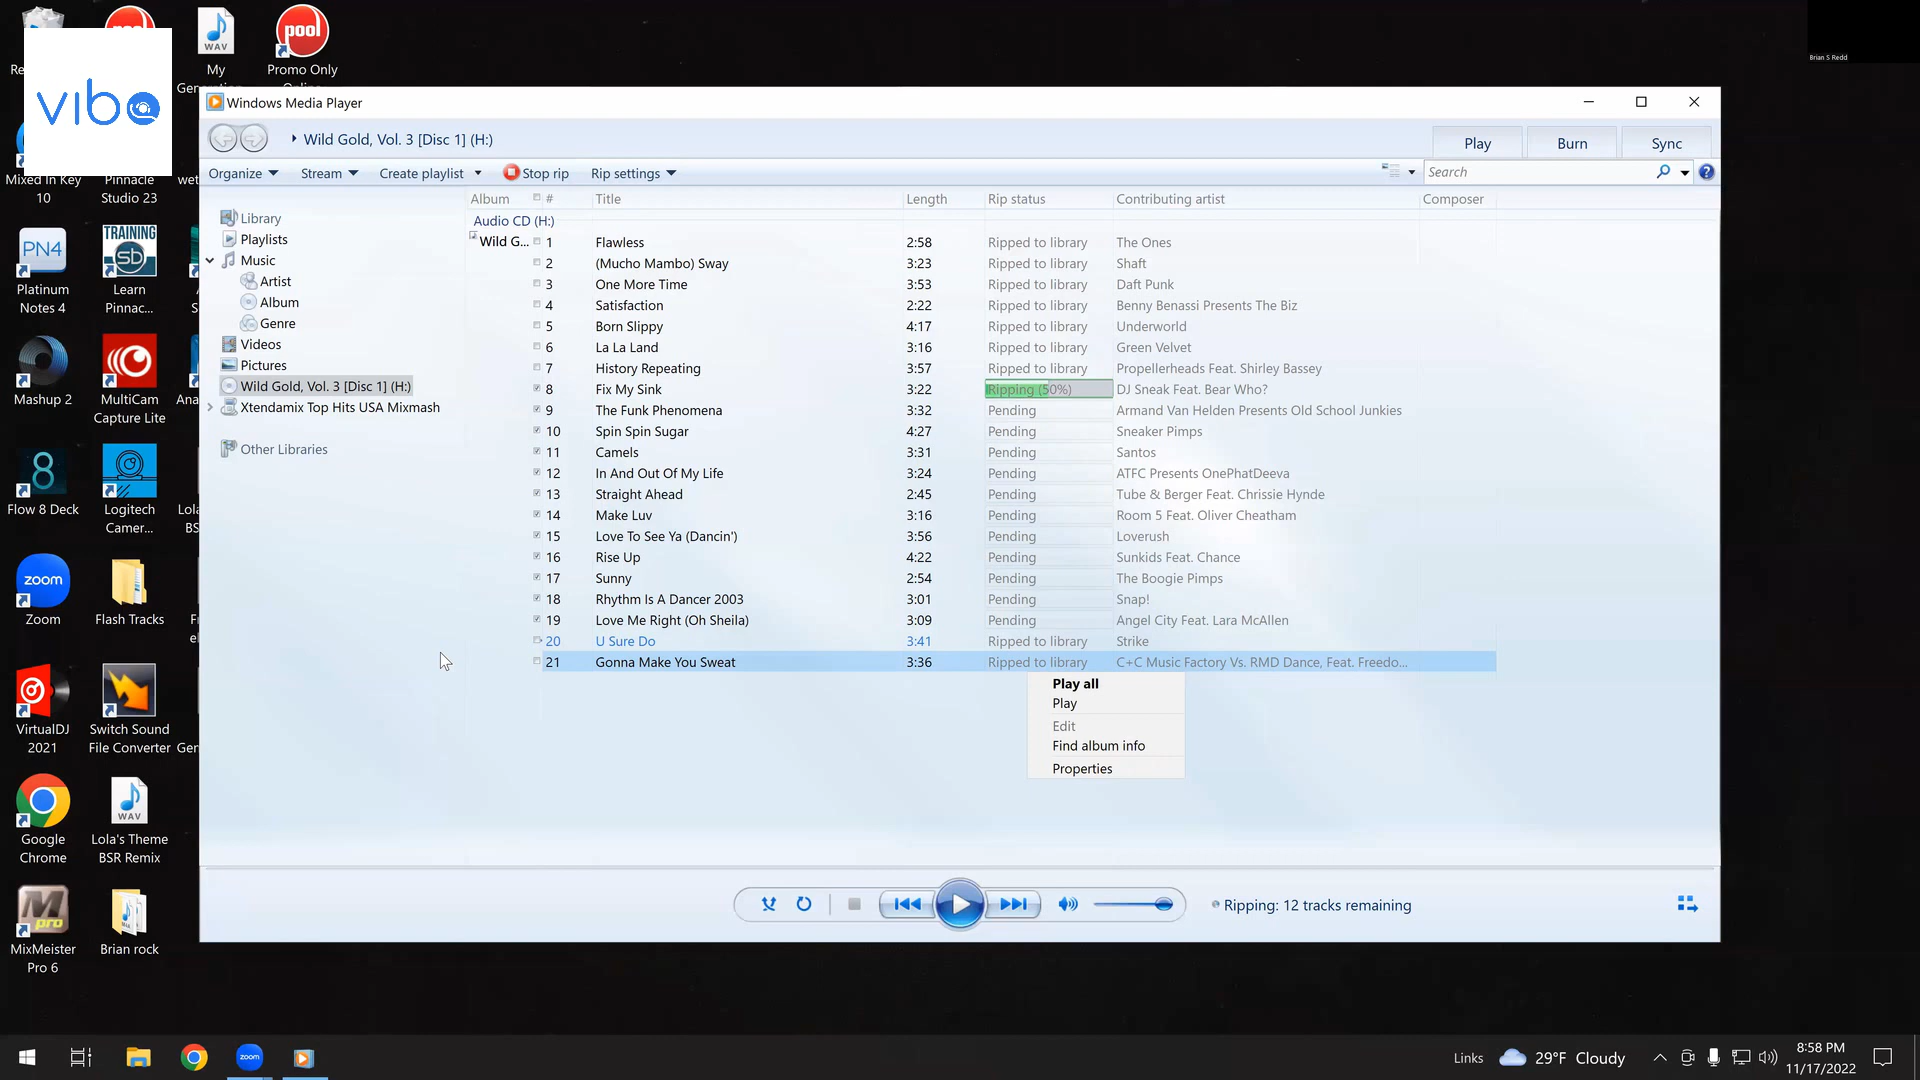 Brian S Redd
pool
pool
WAV
My
Promo Only
vibo
Mixed In Key
10
Pinnacle
Studio 23
PN4
Platinum
Notes 4
TRAINING
sb
Learn
Pinnac...
Mashup 2
MultiCam
Capture Lite
8
Flow 8 Deck
Logitech
Camer...
zoom
Zoom
Flash Tracks
VirtualDJ
2021
Switch Sound
File Converter
Google
Chrome
WAV
Lola's Theme
BSR Remix
M
pro
MixMeister
Pro 6
Brian rock
Windows Media Player
Wild Gold, Vol. 3 [Disc 1] (H:)
Play Burn Sync
Organize Stream Create playlist Stop rip Rip settings Search
Library
Playlists
Music
Artist
Album
Genre
Videos
Pictures
Wild Gold, Vol. 3 [Disc 1] (H:)
Xtendamix Top Hits USA Mixmash
Other Libraries
Album # Title Length Rip status Contributing artist Composer
Audio CD (H:)
Wild G... 1 Flawless 2:58 Ripped to library The Ones
2 (Mucho Mambo) Sway 3:23 Ripped to library Shaft
3 One More Time 3:53 Ripped to library Daft Punk
4 Satisfaction 2:22 Ripped to library Benny Benassi Presents The Biz
5 Born Slippy 4:17 Ripped to library Underworld
6 La La Land 3:16 Ripped to library Green Velvet
7 History Repeating 3:57 Ripped to library Propellerheads Feat. Shirley Bassey
8 Fix My Sink 3:22 Ripping (50%) DJ Sneak Feat. Bear Who?
9 The Funk Phenomena 3:32 Pending Armand Van Helden Presents Old School Junkies
10 Spin Spin Sugar 4:27 Pending Sneaker Pimps
11 Camels 3:31 Pending Santos
12 In And Out Of My Life 3:24 Pending ATFC Presents OnePhatDeeva
13 Straight Ahead 2:45 Pending Tube & Berger Feat. Chrissie Hynde
14 Make Luv 3:16 Pending Room 5 Feat. Oliver Cheatham
15 Love To See Ya (Dancin') 3:56 Pending Loverush
16 Rise Up 4:22 Pending Sunkids Feat. Chance
17 Sunny 2:54 Pending The Boogie Pimps
18 Rhythm Is A Dancer 2003 3:01 Pending Snap!
19 Love Me Right (Oh Sheila) 3:09 Pending Angel City Feat. Lara McAllen
20 U Sure Do 3:41 Ripped to library Strike
21 Gonna Make You Sweat 3:36 Ripped to library C+C Music Factory Vs. RMD Dance, Feat. Freedo...
Play all
Play
Edit
Find album info
Properties
Ripping: 12 tracks remaining
zoom
Links 29°F Cloudy 8:58 PM
11/17/2022